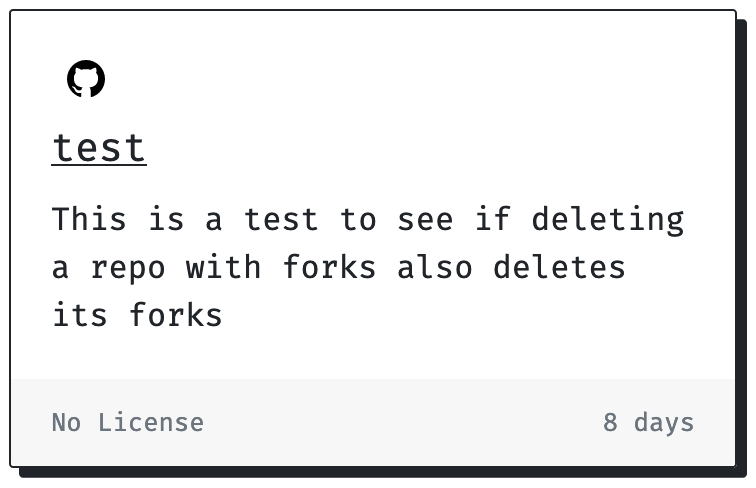 test
This is a test to see if deleting
a repo with forks also deletes
its forks
No License
8 days